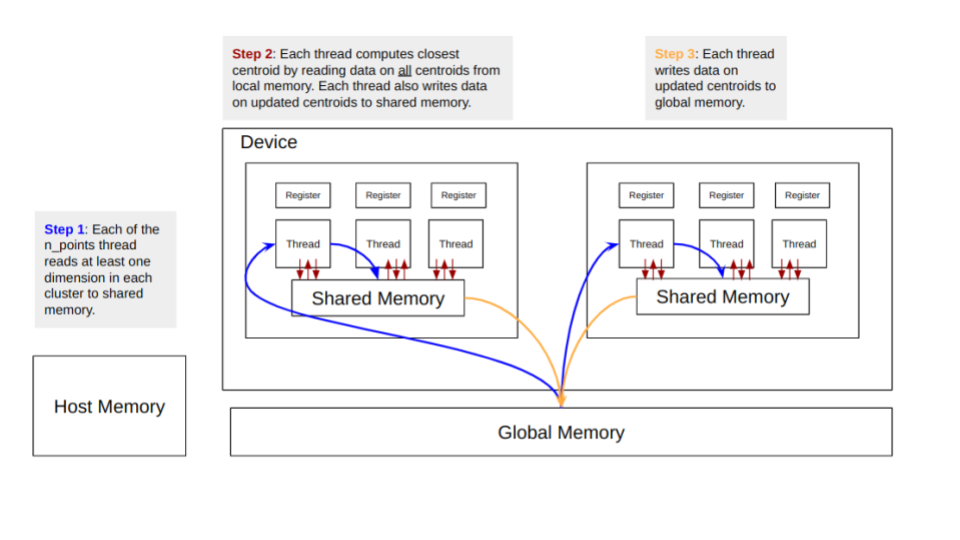 Step 2: Each thread computes closest
centroid by reading data on all centroids from
local memory. Each thread also writes data
on updated centroids to shared memory.
Step 3: Each thread
writes data on
updated centroids to
global memory.
Device
Register
Register
Register
Register
Register
Register
Step 1: Each of the
n_points thread
reads at least one
dimension in each
cluster to shared
memory.
Thread
Thread
Thread
Thread
Thread
Thread
Shared Memory
Shared Memory
Host Memory
Global Memory